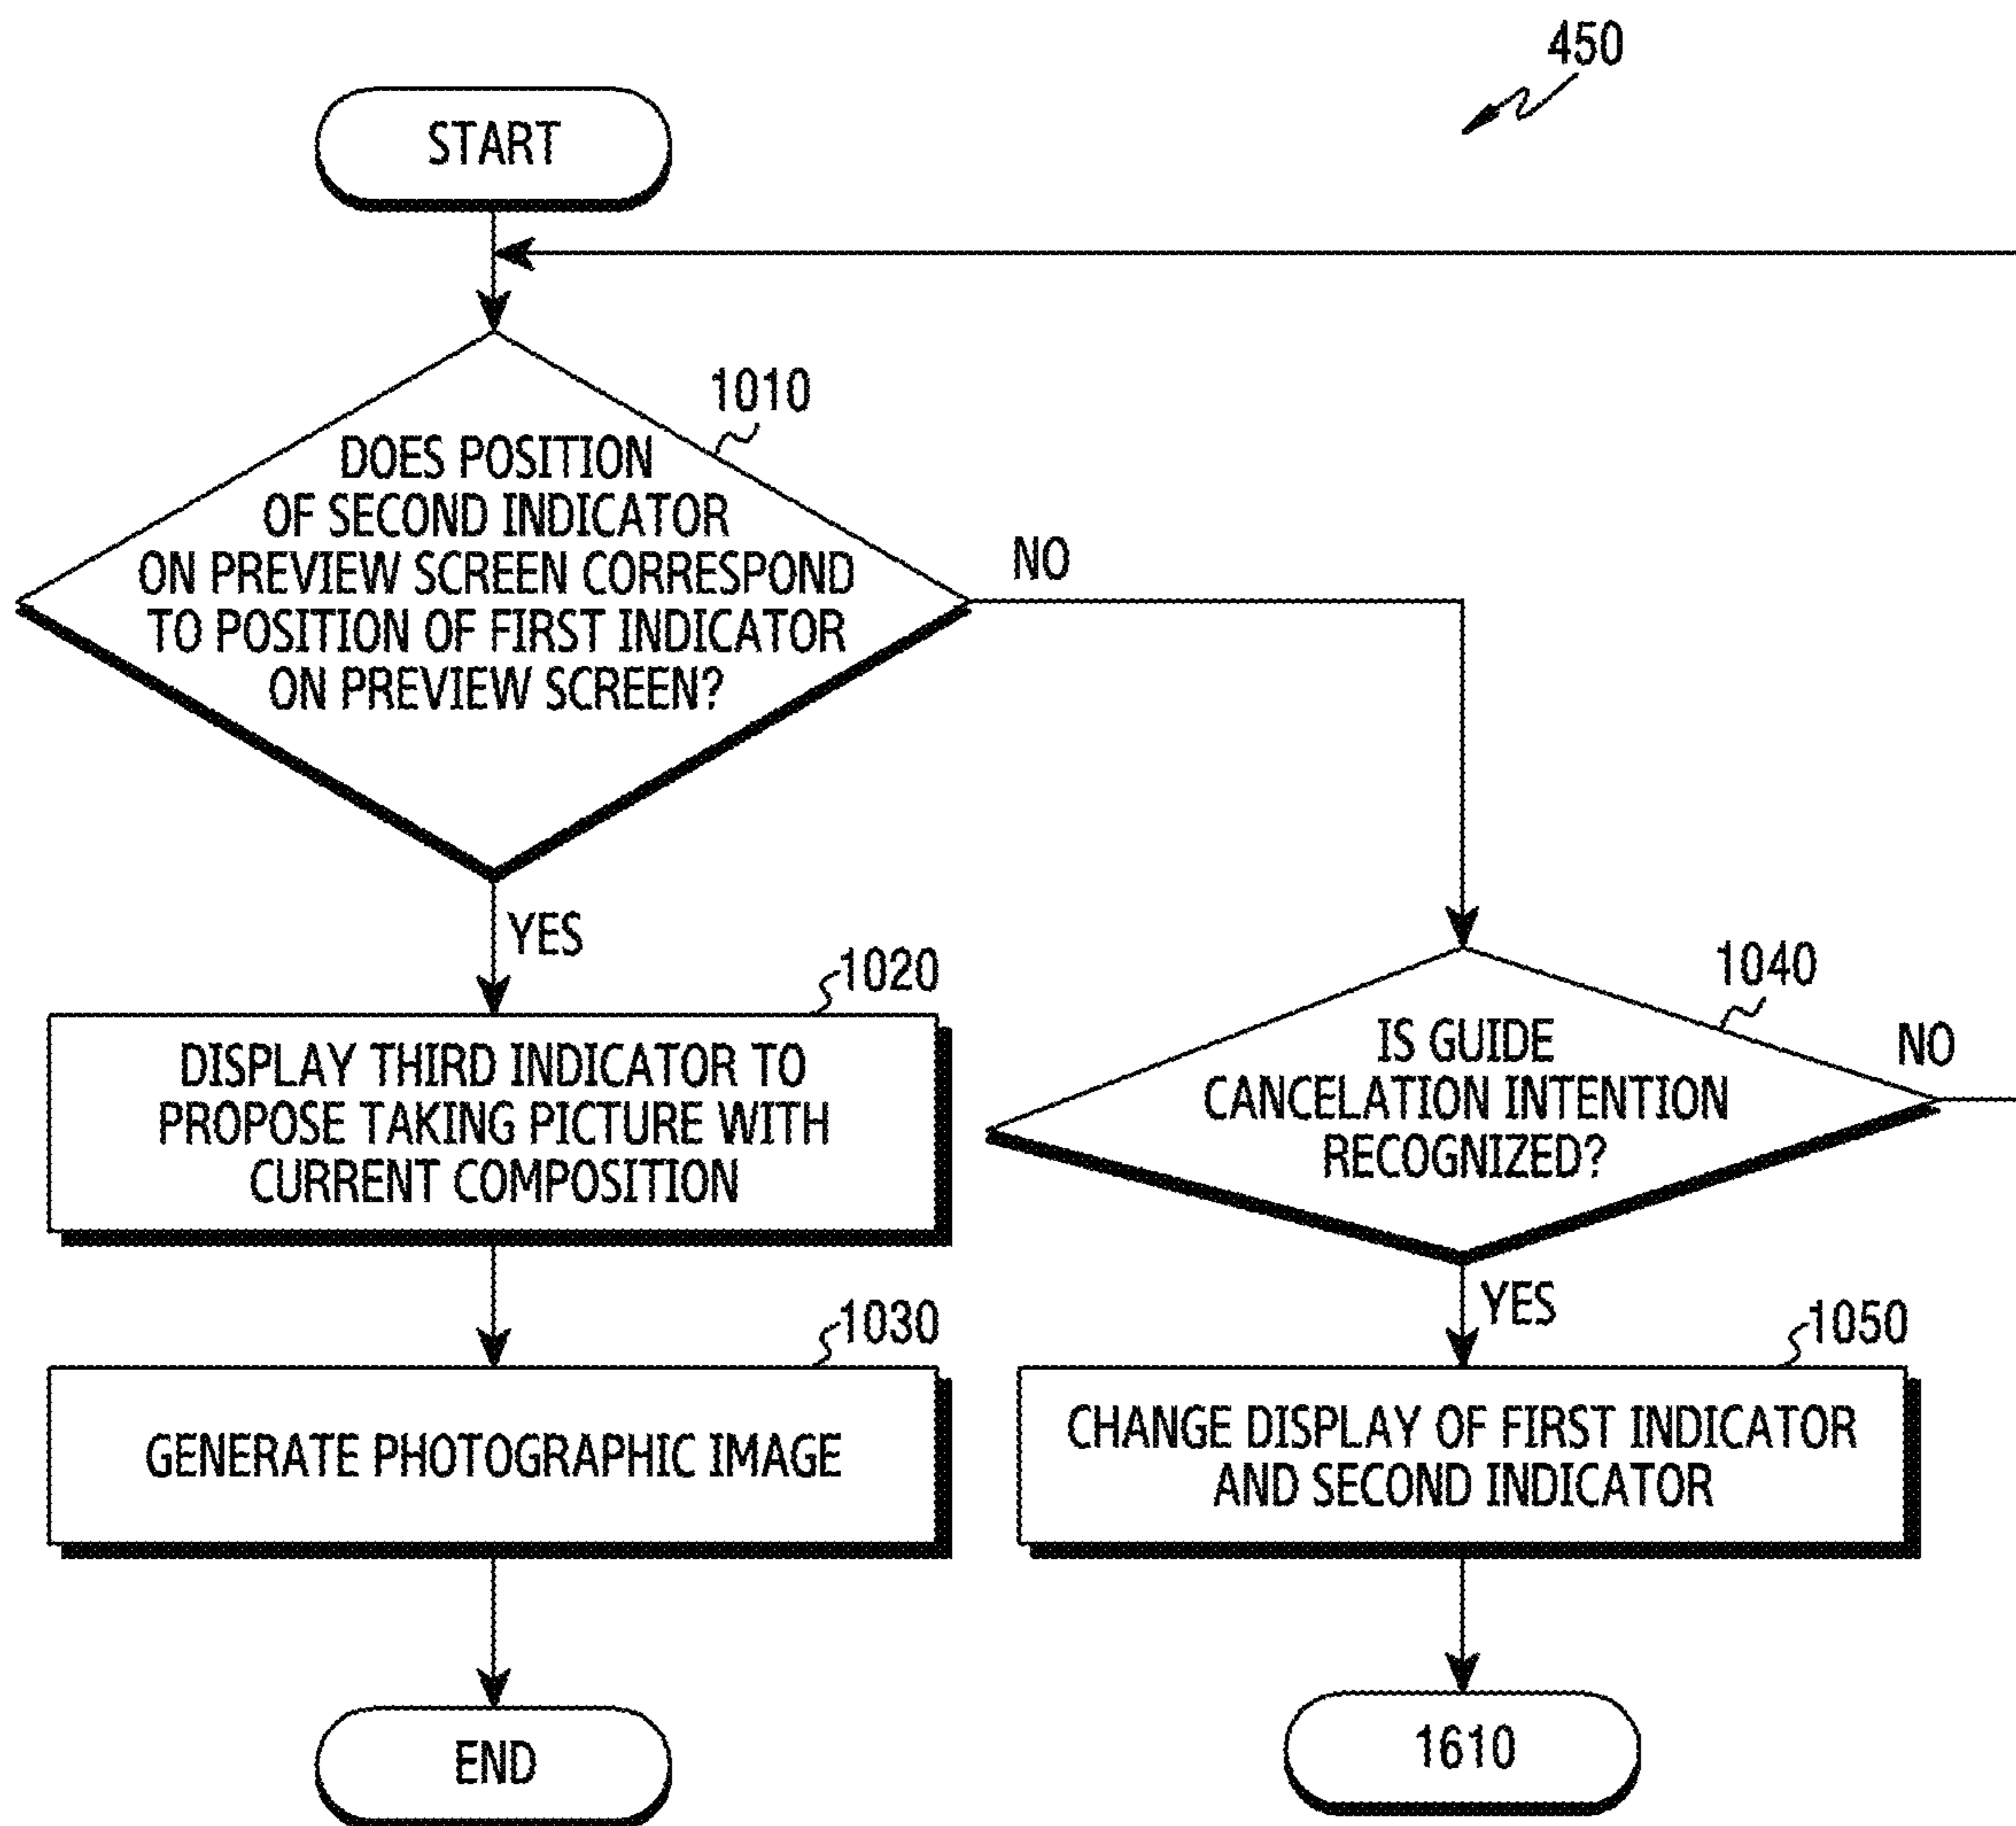 450
START
1010
DOES POSITION
OF SECOND INDICATOR
ON PREVIEW SCREEN CORRESPOND
TO POSITION OF FIRST INDICATOR
ON PREVIEW SCREEN?
NO
YES
1020
DISPLAY THIRD INDICATOR TO
PROPOSE TAKING PICTURE WITH
CURRENT COMPOSITION
1030
GENERATE PHOTOGRAPHIC IMAGE
END
1040
IS GUIDE
CANCELATION INTENTION
RECOGNIZED?
NO
YES
1050
CHANGE DISPLAY OF FIRST INDICATOR
AND SECOND INDICATOR
1610